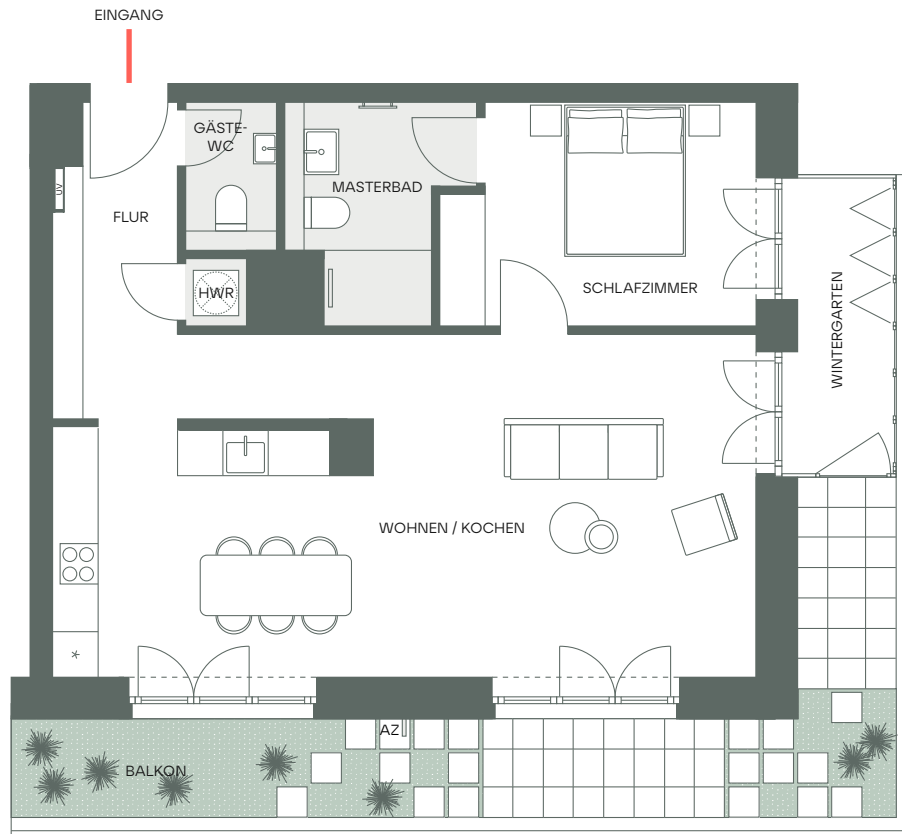 EINGANG
GÄSTE-
WC
MASTERBAD
UV
FLUR
HWR
SCHLAFZIMMER
WINTERGARTEN
WOHNEN / KOCHEN
*
AZ
BALKON